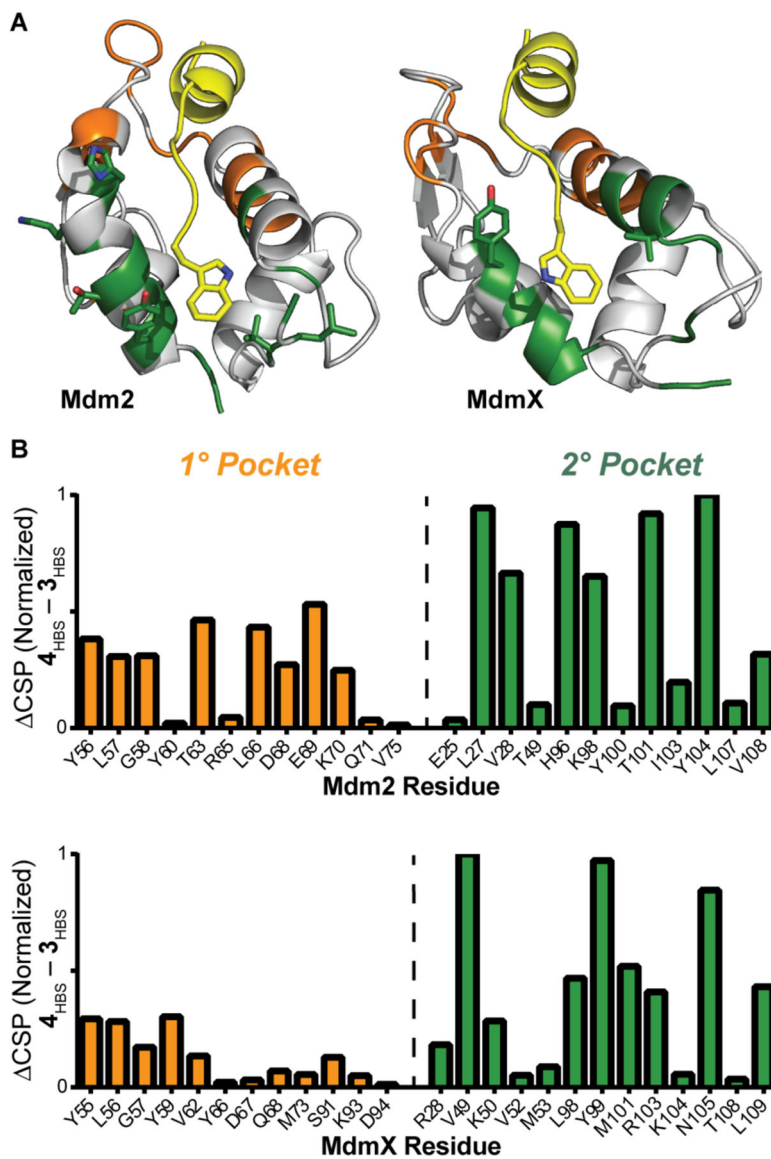 A
Mdm2 MdmX
B
1° Pocket 2° Pocket
ΔCSP (Normalized)
4HBS – 3HBS
1
0
Y56 L57 G58 Y60 T63 R65 L66 D68 E69 K70 Q71 V75 E25 L27 V28 T49 H96 K98 Y100 T101 I103 Y104 L107 V108
Mdm2 Residue
ΔCSP (Normalized)
4HBS – 3HBS
1
0
Y55 L56 G57 Y59 V62 Y66 D67 Q68 M73 S91 K93 D94 R28 V49 K50 V52 M53 L98 Y99 M101 R103 K104 N105 T108 L109
MdmX Residue